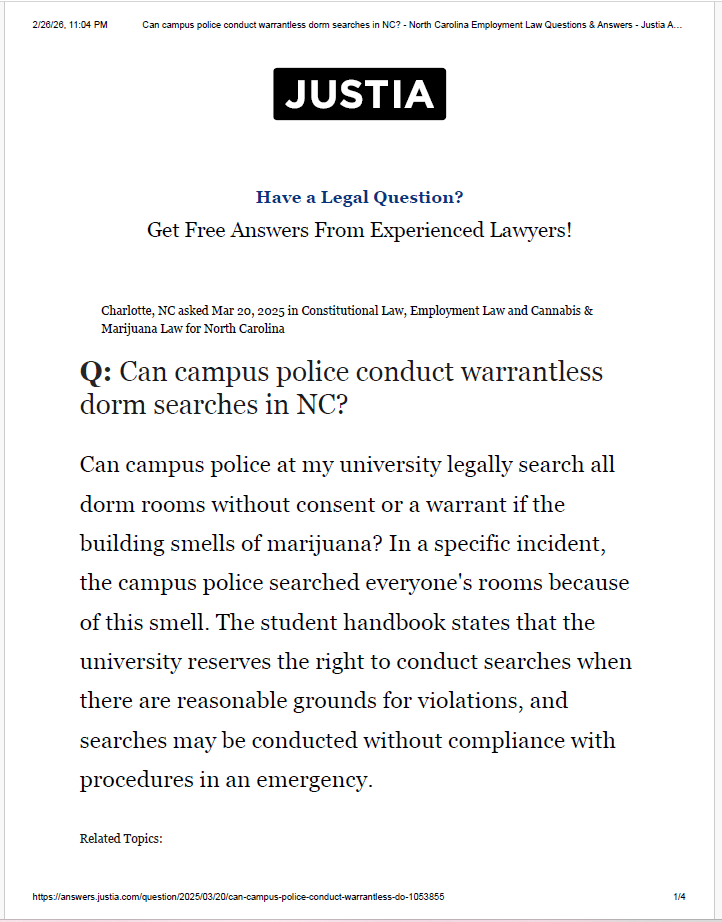 2/26/26, 11:04 PM Can campus police conduct warrantless dorm searches in NC? - North Carolina Employment Law Questions & Answers - Justia A...
JUSTIA
Have a Legal Question?
Get Free Answers From Experienced Lawyers!
Charlotte, NC asked Mar 20, 2025 in Constitutional Law, Employment Law and Cannabis &
Marijuana Law for North Carolina
Q: Can campus police conduct warrantless
dorm searches in NC?
Can campus police at my university legally search all
dorm rooms without consent or a warrant if the
building smells of marijuana? In a specific incident,
the campus police searched everyone's rooms because
of this smell. The student handbook states that the
university reserves the right to conduct searches when
there are reasonable grounds for violations, and
searches may be conducted without compliance with
procedures in an emergency.
Related Topics:
https://answers.justia.com/question/2025/03/20/can-campus-police-conduct-warrantless-do-1053855 1/4